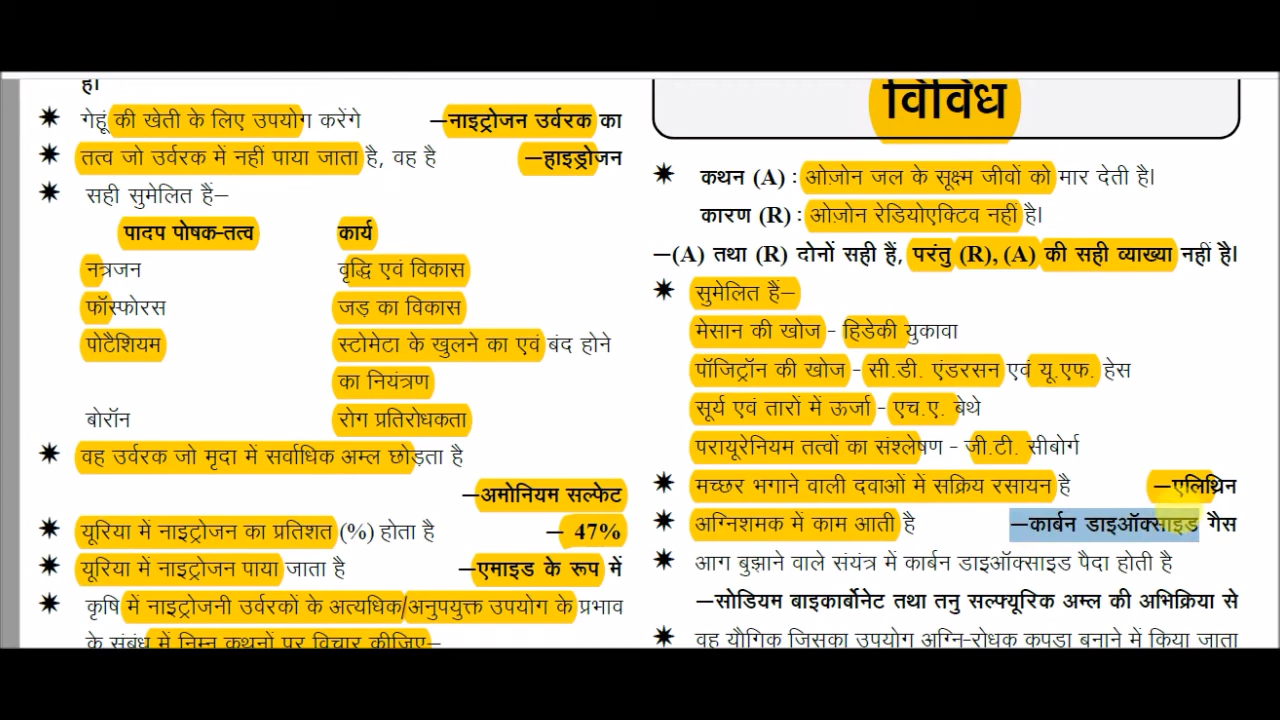 है।
✷ गेहूं की खेती के लिए उपयोग करेंगे –नाइट्रोजन उर्वरक का
✷ तत्व जो उर्वरक में नहीं पाया जाता है, वह है –हाइड्रोजन
✷ सही सुमेलित हैं–
पादप पोषक-तत्व कार्य
नत्रजन वृद्धि एवं विकास
फॉस्फोरस जड़ का विकास
पोटैशियम स्टोमेटा के खुलने का एवं बंद होने
का नियंत्रण
बोरॉन रोग प्रतिरोधकता
✷ वह उर्वरक जो मृदा में सर्वाधिक अम्ल छोड़ता है
–अमोनियम सल्फेट
✷ यूरिया में नाइट्रोजन का प्रतिशत (%) होता है – 47%
✷ यूरिया में नाइट्रोजन पाया जाता है –एमाइड के रूप में
✷ कृषि में नाइट्रोजनी उर्वरकों के अत्यधिक/अनुपयुक्त उपयोग के प्रभाव
के संबंध में निम्न कथनों पर विचार कीजिए–
विविध
✷ कथन (A) : ओज़ोन जल के सूक्ष्म जीवों को मार देती है।
कारण (R) : ओज़ोन रेडियोएक्टिव नहीं है।
–(A) तथा (R) दोनों सही हैं, परंतु (R), (A) की सही व्याख्या नहीं है।
✷ सुमेलित हैं–
मेसान की खोज - हिडेकी युकावा
पॉजिट्रॉन की खोज - सी.डी. एंडरसन एवं यू.एफ. हेस
सूर्य एवं तारों में ऊर्जा - एच.ए. बेथे
परायूरेनियम तत्वों का संश्लेषण - जी.टी. सीबोर्ग
✷ मच्छर भगाने वाली दवाओं में सक्रिय रसायन है –एलिथ्रिन
✷ अग्निशमक में काम आती है –कार्बन डाइऑक्साइड गैस
✷ आग बुझाने वाले संयंत्र में कार्बन डाइऑक्साइड पैदा होती है
–सोडियम बाइकार्बोनेट तथा तनु सल्फ्यूरिक अम्ल की अभिक्रिया से
✷ वह यौगिक जिसका उपयोग अग्नि-रोधक कपड़ा बनाने में किया जाता